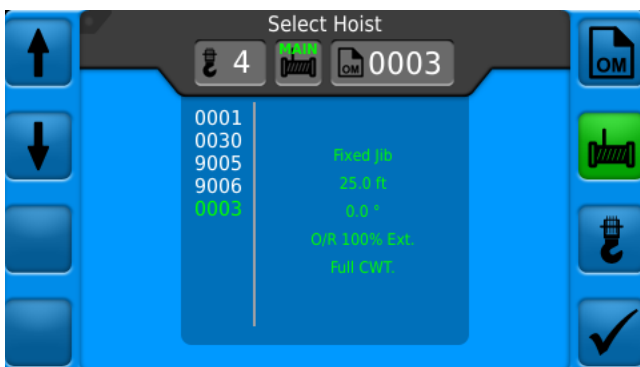 Select Hoist
4 MAIN OM 0003
OM
0001
0030
9005
9006
0003
Fixed Jib
25.0 ft
0.0 °
O/R 100% Ext.
Full CWT.